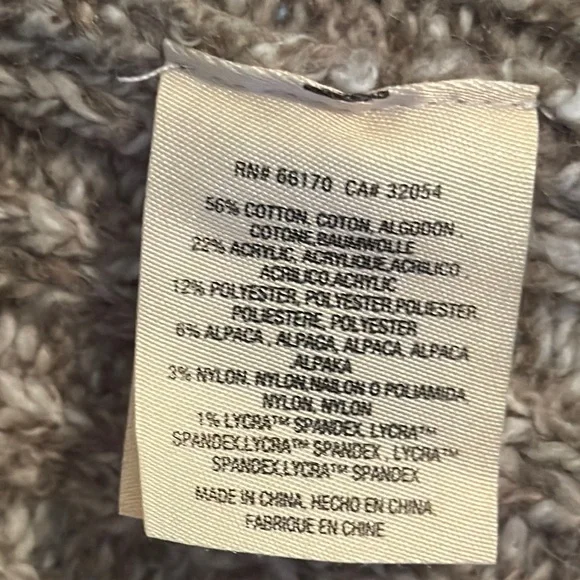 RN# 66170 CA# 32054
56% COTTON, COTON, ALGODON,
COTONE,BAUMWOLLE
22% ACRYLIC, ACRYLIQUE,ACRILICO,
ACRILICO,ACRYLIC
12% POLYESTER, POLYESTER,POLIESTER,
POLIESTERE, POLYESTER
6% ALPACA, ALPAGA, ALPACA, ALPACA
,ALPAKA
3% NYLON, NYLON,NAILON O POLIAMIDA,
NYLON, NYLON
1% LYCRA™ SPANDEX, LYCRA™
SPANDEX,LYCRA™ SPANDEX, LYCRA™
SPANDEX,LYCRA™ SPANDEX
MADE IN CHINA, HECHO EN CHINA,
FABRIQUE EN CHINE